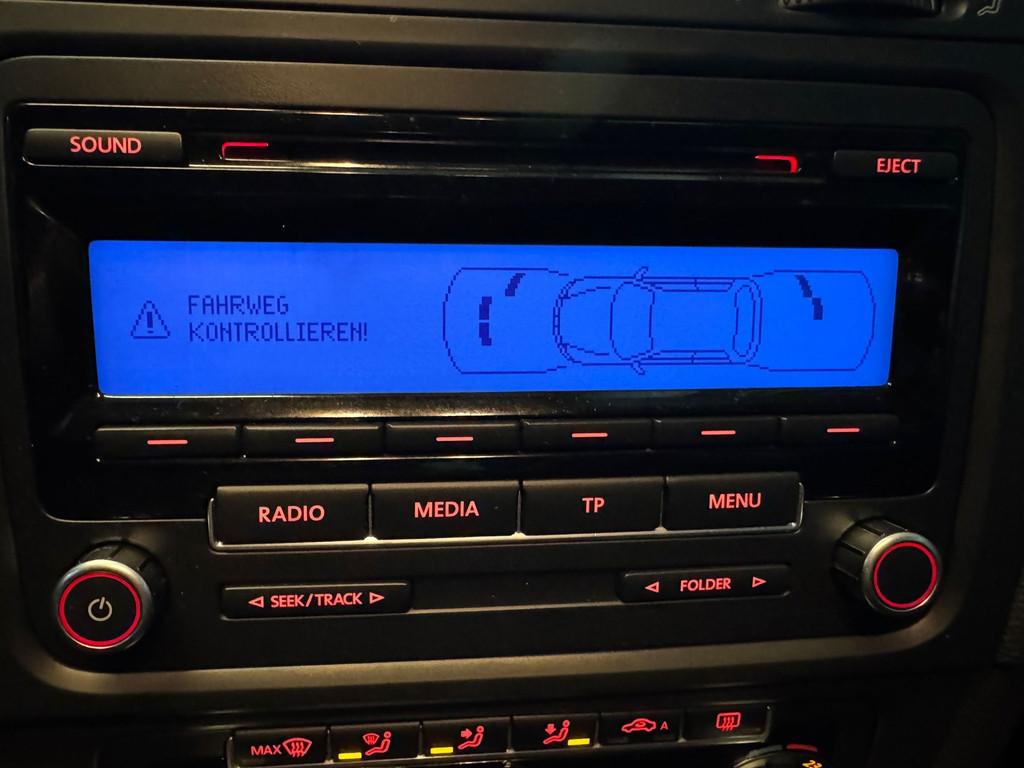 SOUND
EJECT
FAHRWEG
KONTROLLIEREN!
RADIO
MEDIA
TP
MENU
SEEK/TRACK
FOLDER
MAX
A